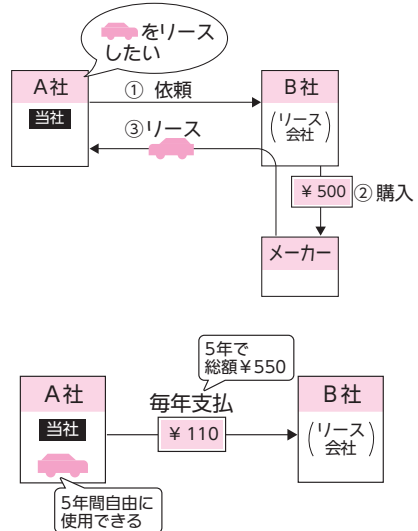 をリース
したい
A社
当社
① 依頼
③リース
B社
(リース
会社)
¥500
②購入
メーカー
5年で
総額¥550
A社
当社
毎年支払
¥110
B社
(リース
会社)
5年間自由に
使用できる